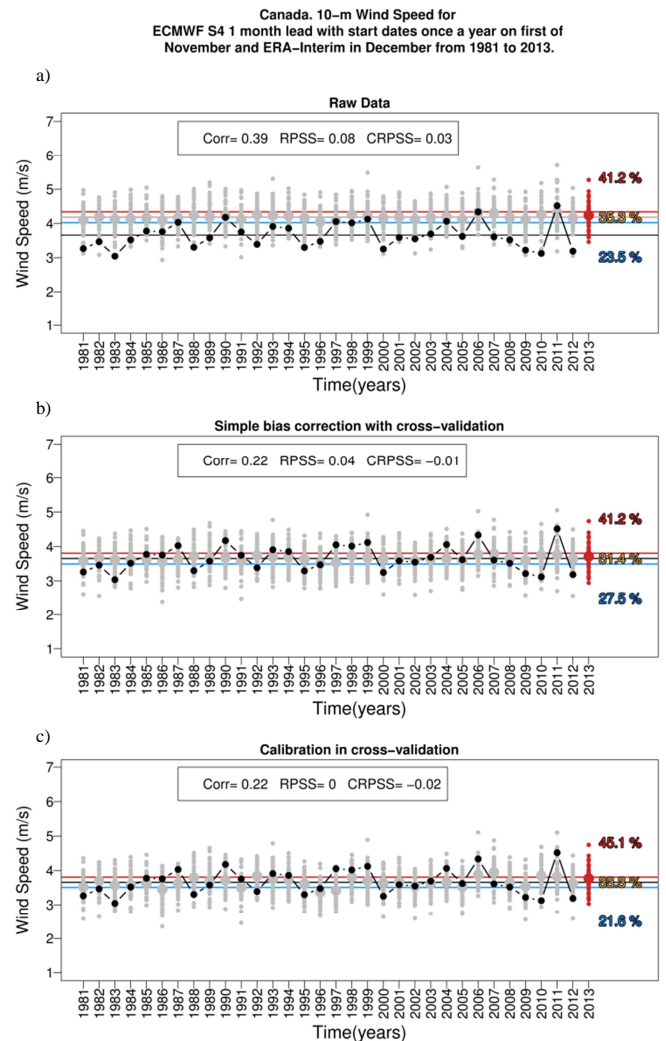 Canada. 10−m Wind Speed for
ECMWF S4 1 month lead with start dates once a year on first of
November and ERA−Interim in December from 1981 to 2013.
a)
Raw Data
Corr= 0.39 RPSS= 0.08 CRPSS= 0.03
Wind Speed (m/s)
7
6
5
4
3
2
1
41.2 %
35.3 %
23.5 %
1981 1982 1983 1984 1985 1986 1987 1988 1989 1990 1991 1992 1993 1994 1995 1996 1997 1998 1999 2000 2001 2002 2003 2004 2005 2006 2007 2008 2009 2010 2011 2012 2013
Time(years)
b)
Simple bias correction with cross−validation
Corr= 0.22 RPSS= 0.04 CRPSS= −0.01
Wind Speed (m/s)
7
6
5
4
3
2
1
41.2 %
31.4 %
27.5 %
1981 1982 1983 1984 1985 1986 1987 1988 1989 1990 1991 1992 1993 1994 1995 1996 1997 1998 1999 2000 2001 2002 2003 2004 2005 2006 2007 2008 2009 2010 2011 2012 2013
Time(years)
c)
Calibration in cross−validation
Corr= 0.22 RPSS= 0 CRPSS= −0.02
Wind Speed (m/s)
7
6
5
4
3
2
1
45.1 %
33.3 %
21.6 %
1981 1982 1983 1984 1985 1986 1987 1988 1989 1990 1991 1992 1993 1994 1995 1996 1997 1998 1999 2000 2001 2002 2003 2004 2005 2006 2007 2008 2009 2010 2011 2012 2013
Time(years)